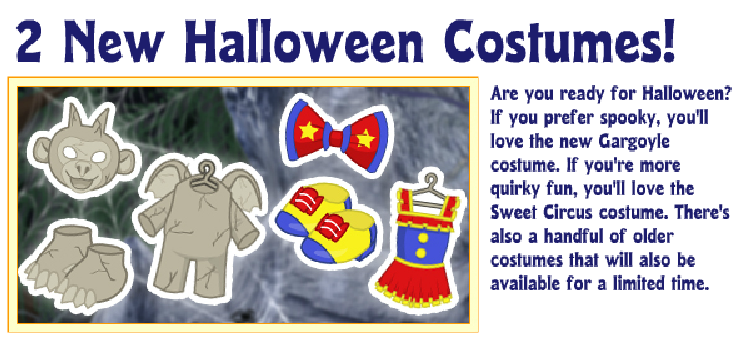 2 New Halloween Costumes!
Are you ready for Halloween?
If you prefer spooky, you'll
love the new Gargoyle
costume. If you're more
quirky fun, you'll love the
Sweet Circus costume. There's
also a handful of older
costumes that will also be
available for a limited time.